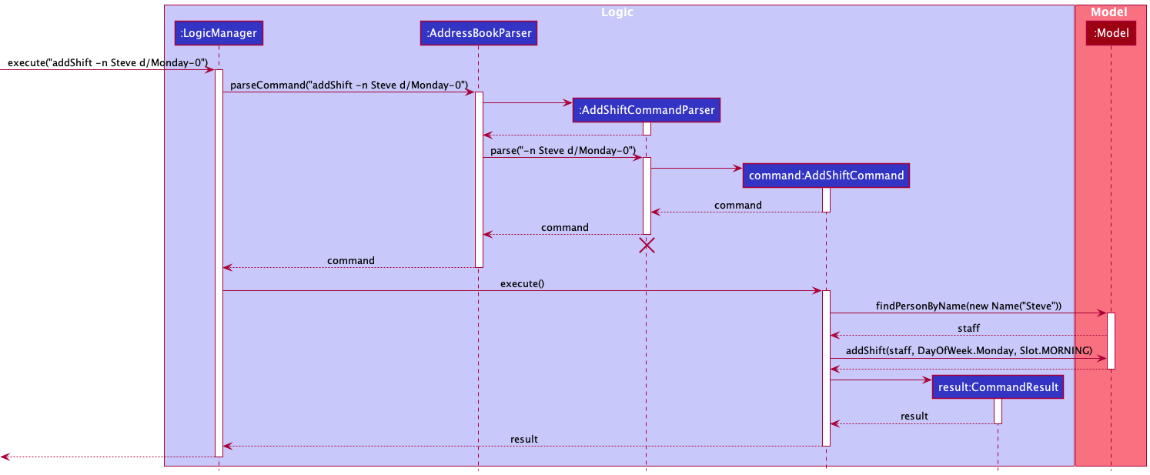 Logic
Model
:LogicManager
:AddressBookParser
:Model
execute("addShift -n Steve d/Monday-0")
parseCommand("addShift -n Steve d/Monday-0")
:AddShiftCommandParser
parse("-n Steve d/Monday-0")
command:AddShiftCommand
command
command
command
execute()
findPersonByName(new Name("Steve"))
staff
addShift(staff, DayOfWeek.Monday, Slot.MORNING)
result:CommandResult
result
result